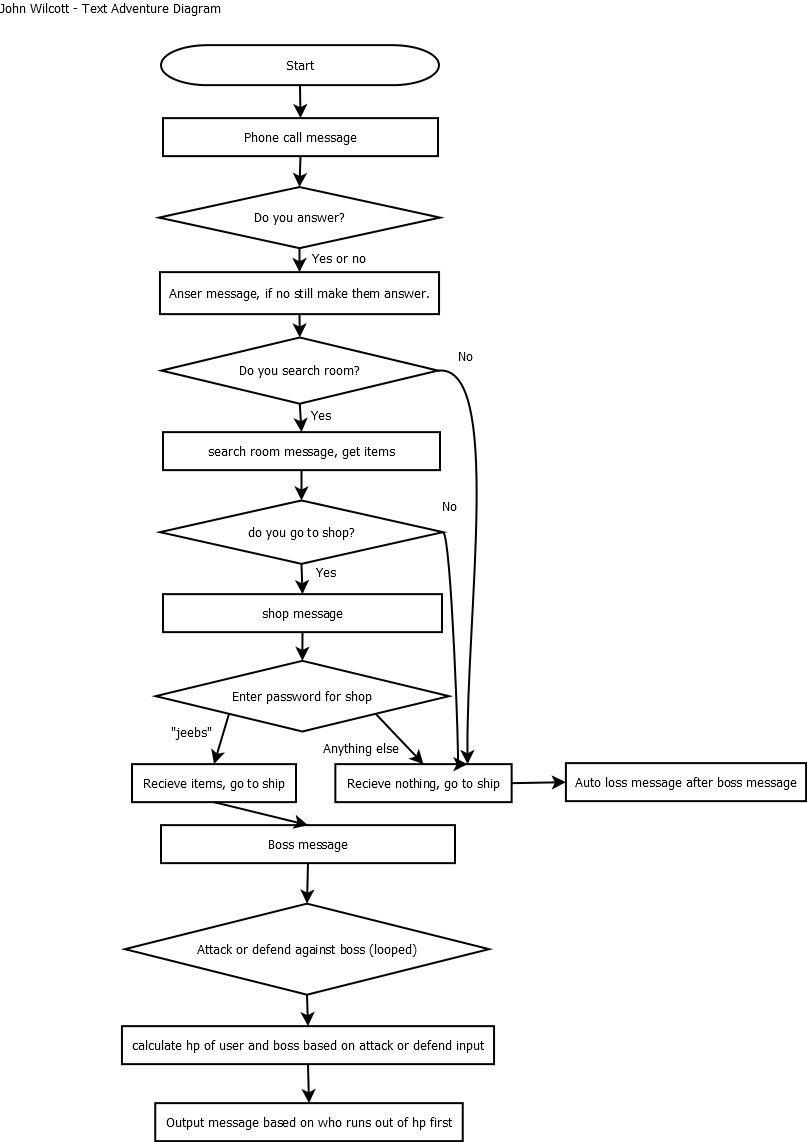 John Wilcott - Text Adventure Diagram
Start
Phone call message
Do you answer?
Yes or no
Anser message, if no still make them answer.
Do you search room?
No
Yes
search room message, get items
do you go to shop?
No
Yes
shop message
Enter password for shop
"jeebs"
Anything else
Recieve items, go to ship
Recieve nothing, go to ship
Auto loss message after boss message
Boss message
Attack or defend against boss (looped)
calculate hp of user and boss based on attack or defend input
Output message based on who runs out of hp first